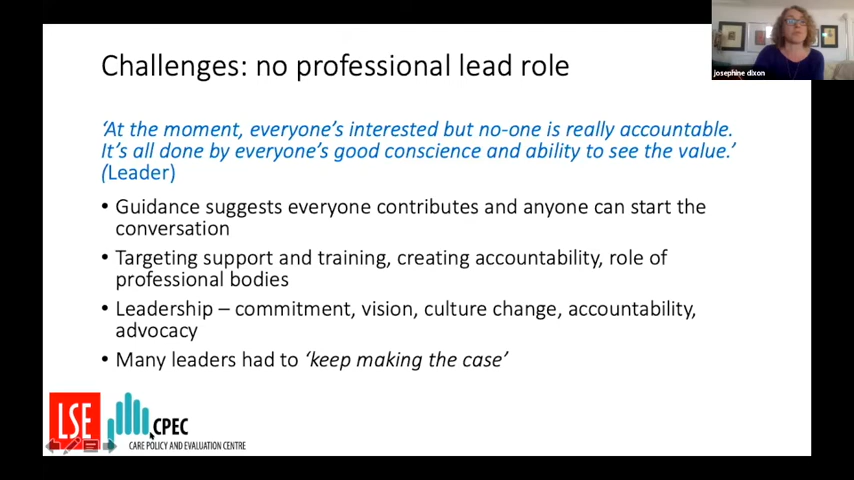 Challenges: no professional lead role
‘At the moment, everyone’s interested but no-one is really accountable.
It’s all done by everyone’s good conscience and ability to see the value.’
(Leader)
• Guidance suggests everyone contributes and anyone can start the
conversation
• Targeting support and training, creating accountability, role of
professional bodies
• Leadership – commitment, vision, culture change, accountability,
advocacy
• Many leaders had to ‘keep making the case’
LSE
CPEC
CARE POLICY AND EVALUATION CENTRE
josephine dixon